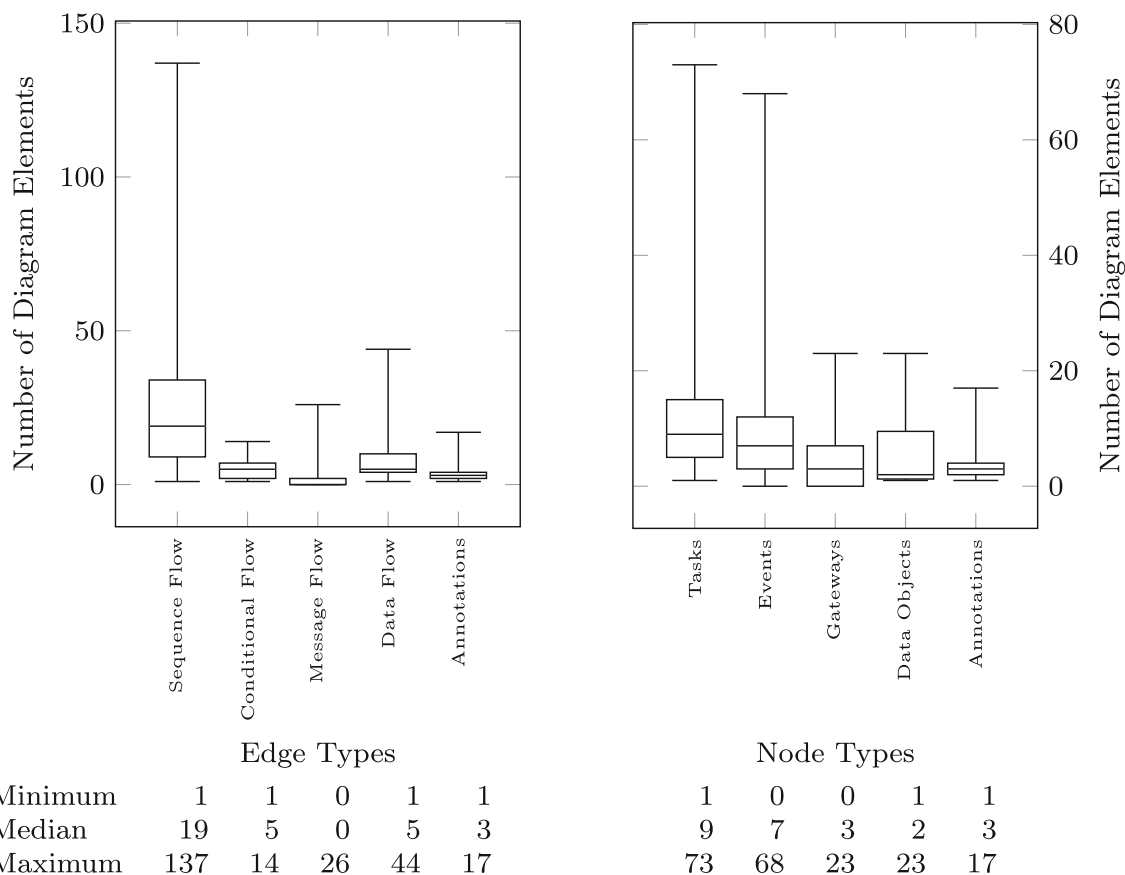 150
100
50
0
Number of Diagram Elements
Sequence Flow
Conditional Flow
Message Flow
Data Flow
Annotations
Edge Types
80
60
40
20
0
Number of Diagram Elements
Tasks
Events
Gateways
Data Objects
Annotations
Node Types
Minimum 1 1 0 1 1 1 0 0 1 1
Median 19 5 0 5 3 9 7 3 2 3
Maximum 137 14 26 44 17 73 68 23 23 17